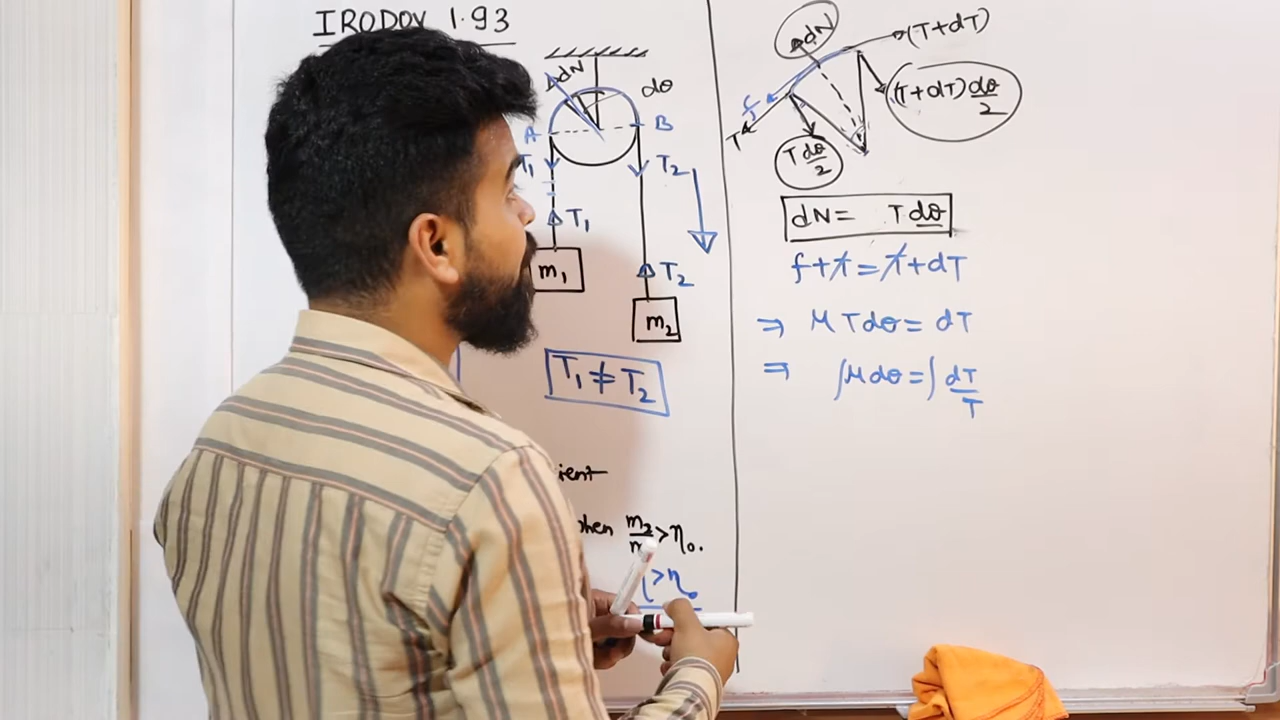 IRODOV 1.93
dN
dθ
A
B
T₁
T₂
T₁
T₂
m₁
m₂
T₁ ≠ T₂
ient
when m₂/m > η₀.
η > η₀
dN
(T+dT)
(T+dT) dθ/2
f
T
T dθ/2
dN = T dθ
f+T = T+dT
⇒ μ T dθ = dT
⇒ ∫μ dθ = ∫ dT/T